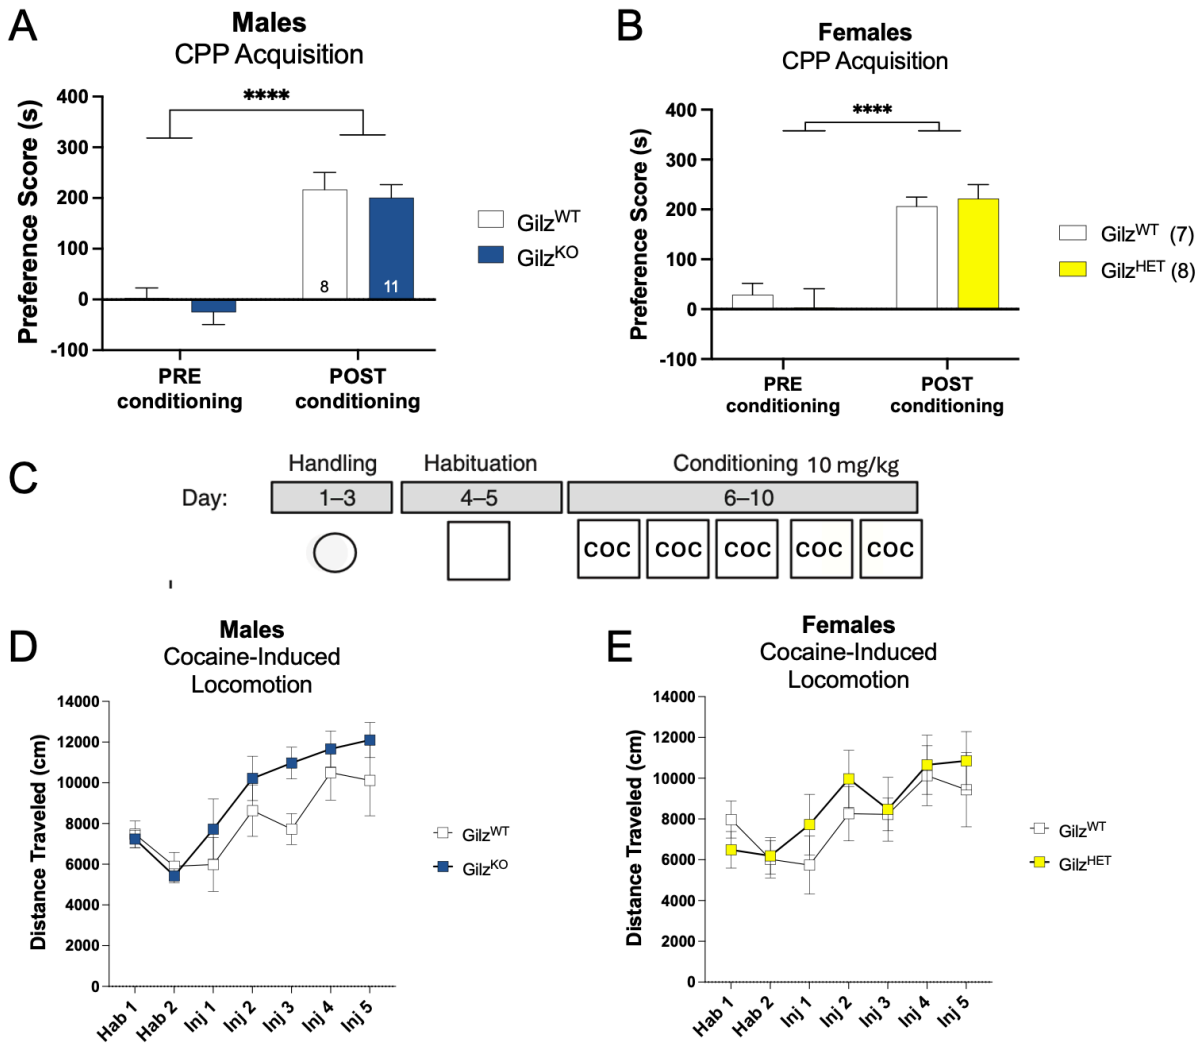 A
Males
CPP Acquisition
****
Preference Score (s)
400
300
200
100
0
-100
8
11
PRE
conditioning
POST
conditioning
GilzWT
GilzKO
B
Females
CPP Acquisition
****
Preference Score (s)
400
300
200
100
0
-100
PRE
conditioning
POST
conditioning
GilzWT (7)
GilzHET (8)
C
Handling
Habituation
Conditioning 10 mg/kg
Day:
1–3
4–5
6–10
COC
COC
COC
COC
COC
D
Males
Cocaine-Induced
Locomotion
Distance Traveled (cm)
14000
12000
10000
8000
6000
4000
2000
0
Hab 1
Hab 2
Inj 1
Inj 2
Inj 3
Inj 4
Inj 5
GilzWT
GilzKO
E
Females
Cocaine-Induced
Locomotion
Distance Traveled (cm)
14000
12000
10000
8000
6000
4000
2000
0
Hab 1
Hab 2
Inj 1
Inj 2
Inj 3
Inj 4
Inj 5
GilzWT
GilzHET